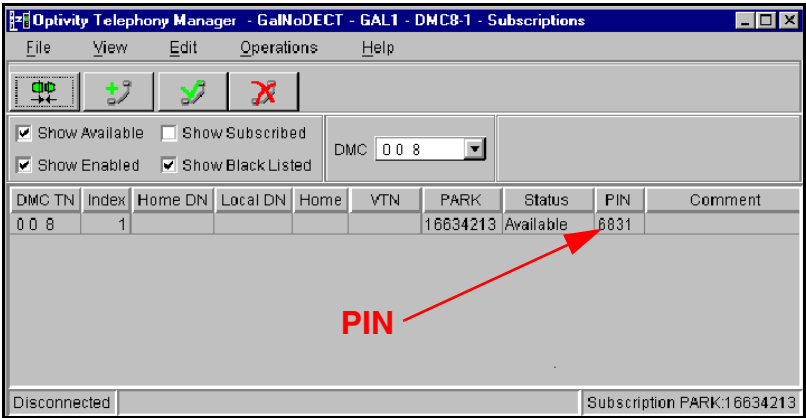 Optivity Telephony Manager - GalNoDECT - GAL1 - DMC8-1 - Subscriptions
File View Edit Operations Help
Show Available Show Subscribed
DMC 0 0 8
Show Enabled Show Black Listed
DMC TN Index Home DN Local DN Home VTN PARK Status PIN Comment
0 0 8 1 16634213 Available 6831
PIN
Disconnected Subscription PARK:16634213